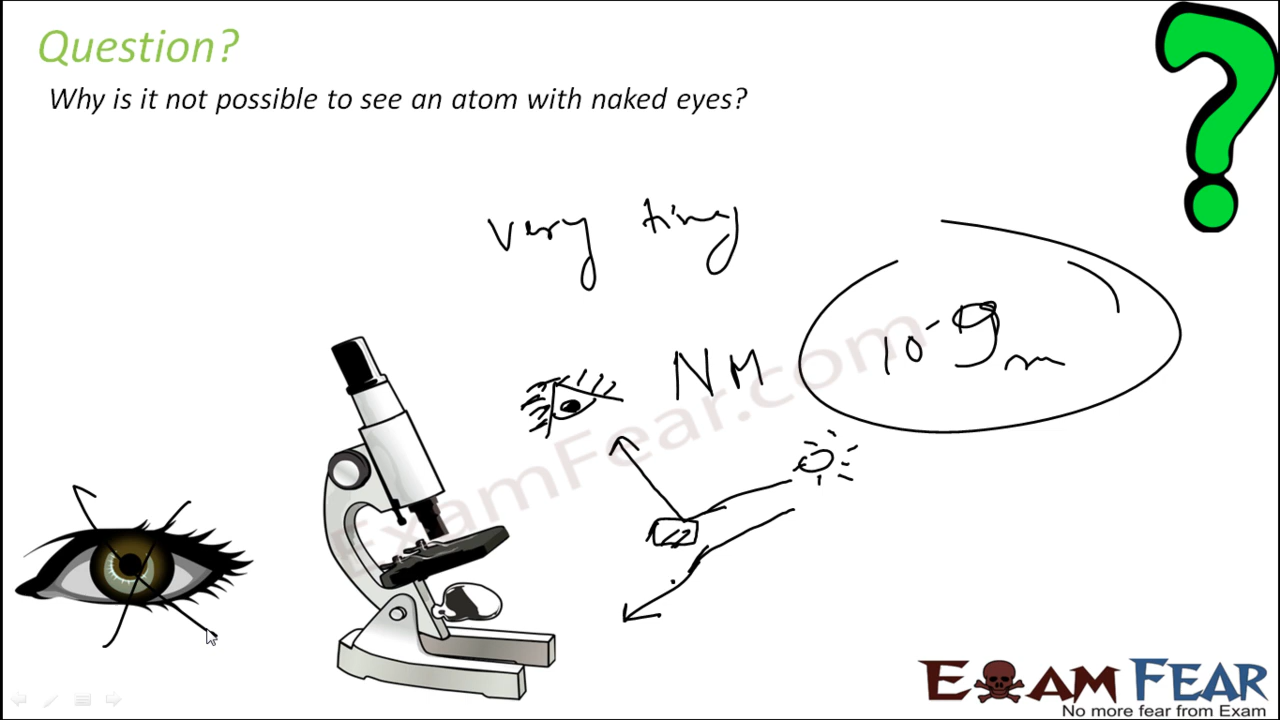 Question?
Why is it not possible to see an atom with naked eyes?
very tiny
NM 10⁻⁹m
ExamFear.com
EXAM FEAR
No more fear from Exam